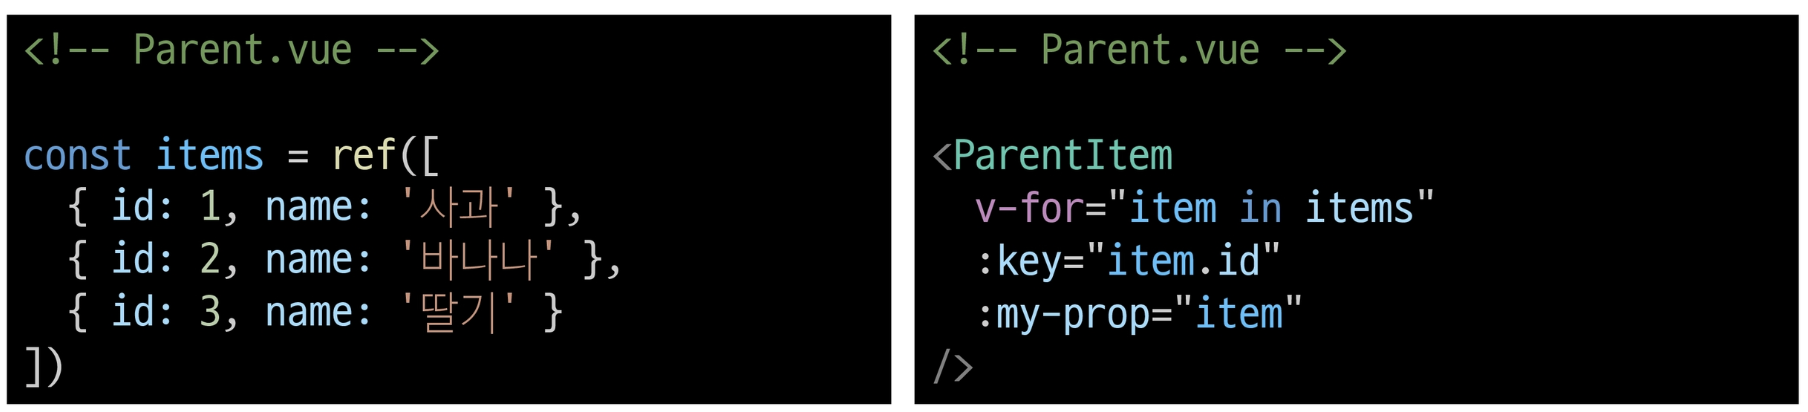 <!-- Parent.vue -->
const items = ref([
  { id: 1, name: '사과' },
  { id: 2, name: '바나나' },
  { id: 3, name: '딸기' }
])
<!-- Parent.vue -->
<ParentItem
  v-for="item in items"
  :key="item.id"
  :my-prop="item"
/>